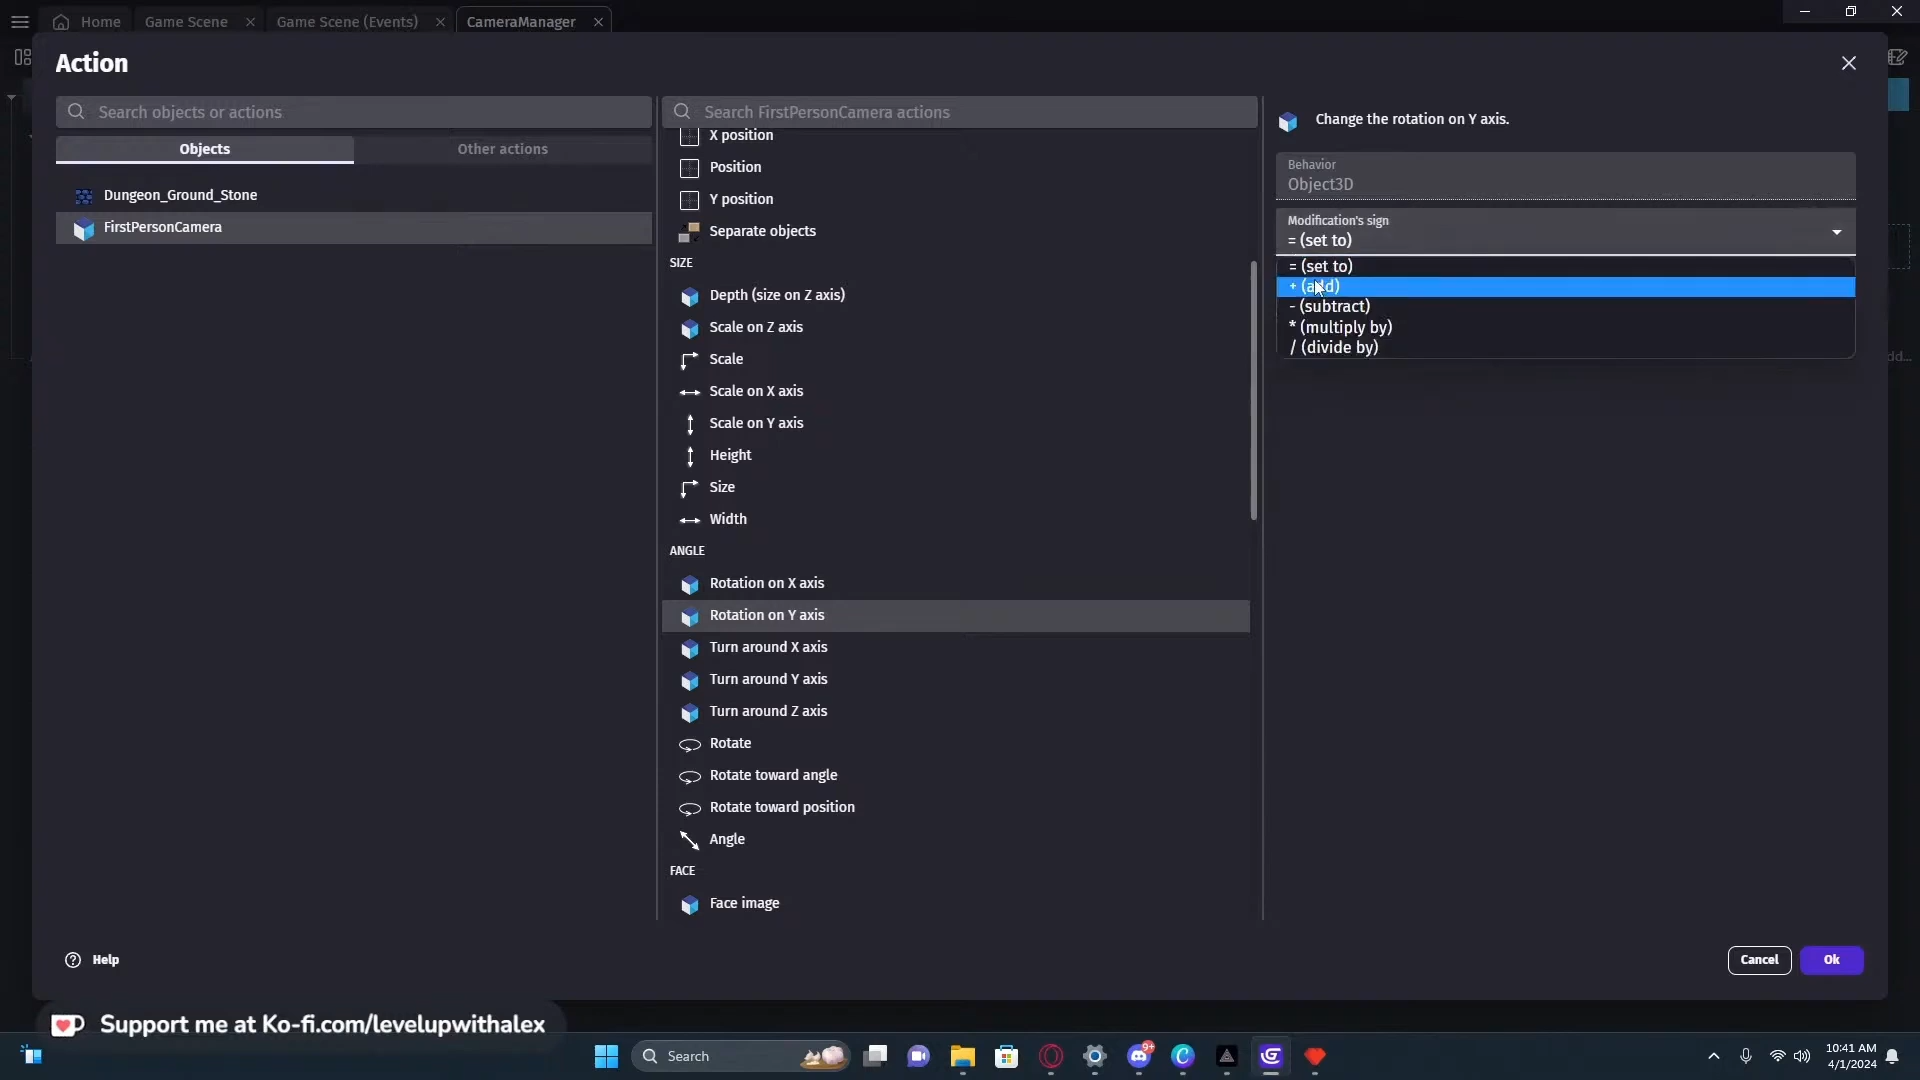 Home
Game Scene
Game Scene (Events)
CameraManager
Action
Search objects or actions
Objects
Other actions
Dungeon_Ground_Stone
FirstPersonCamera
Search FirstPersonCamera actions
X position
Position
Y position
Separate objects
SIZE
Depth (size on Z axis)
Scale on Z axis
Scale
Scale on X axis
Scale on Y axis
Height
Size
Width
ANGLE
Rotation on X axis
Rotation on Y axis
Turn around X axis
Turn around Y axis
Turn around Z axis
Rotate
Rotate toward angle
Rotate toward position
Angle
FACE
Face image
Change the rotation on Y axis.
Behavior
Object3D
Modification's sign
= (set to)
= (set to)
+ (add)
- (subtract)
* (multiply by)
/ (divide by)
dd...
Help
Cancel
Ok
Support me at Ko-fi.com/levelupwithalex
Search
9+
10:41 AM
4/1/2024